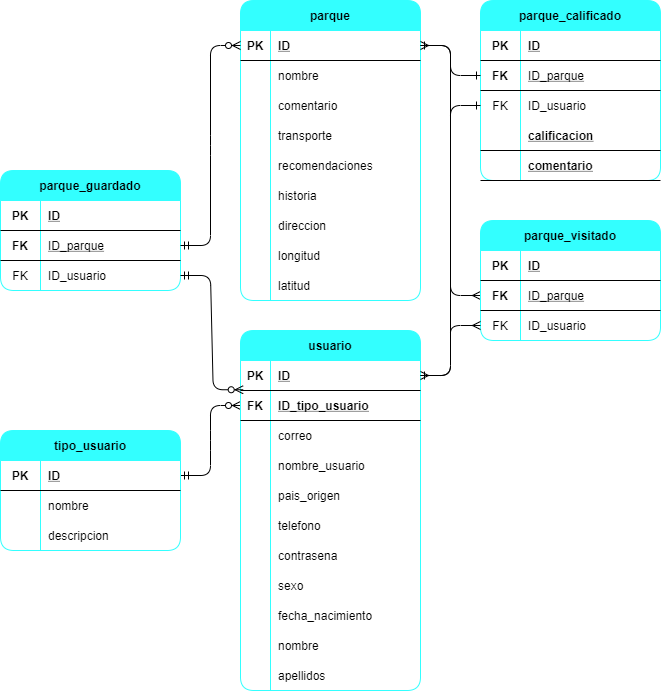 parque
PK ID
nombre
comentario
transporte
recomendaciones
historia
direccion
longitud
latitud
parque_calificado
PK ID
FK ID_parque
FK ID_usuario
calificacion
comentario
parque_guardado
PK ID
FK ID_parque
FK ID_usuario
parque_visitado
PK ID
FK ID_parque
FK ID_usuario
usuario
PK ID
FK ID_tipo_usuario
correo
nombre_usuario
pais_origen
telefono
contrasena
sexo
fecha_nacimiento
nombre
apellidos
tipo_usuario
PK ID
nombre
descripcion